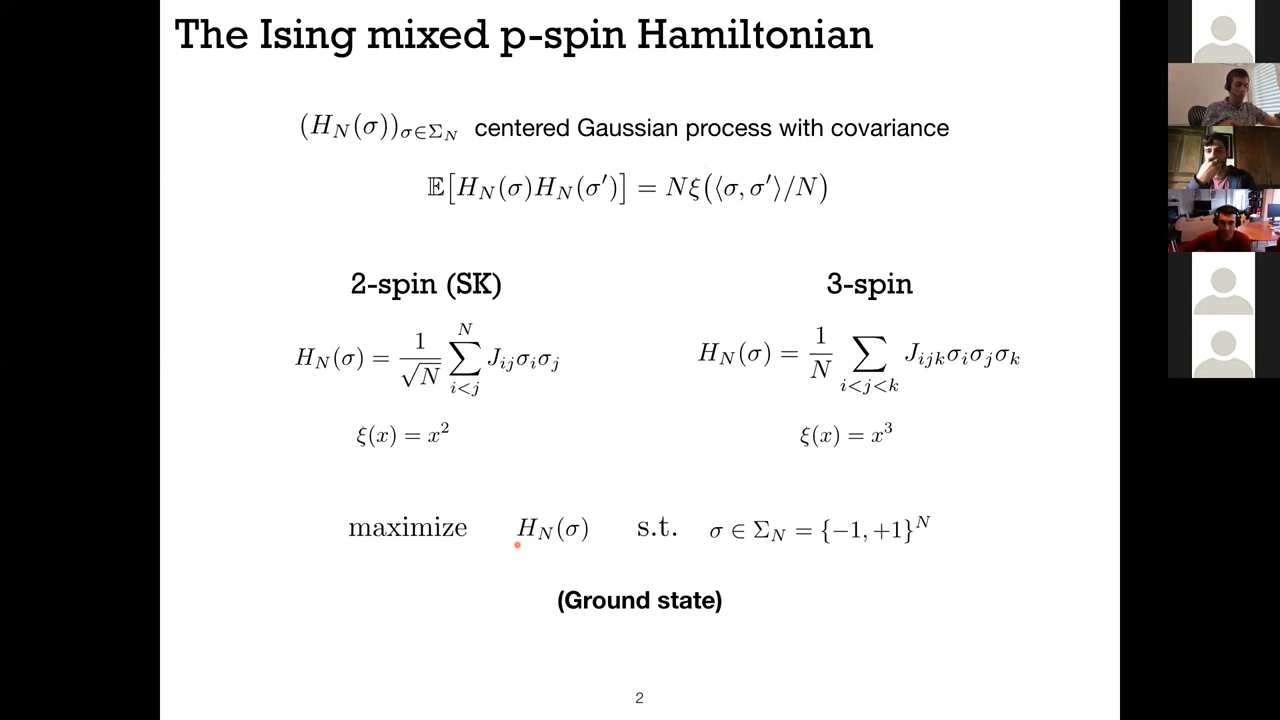 The Ising mixed p-spin Hamiltonian
(H_N(σ))_{σ∈Σ_N} centered Gaussian process with covariance
𝔼[H_N(σ)H_N(σ′)] = Nξ(⟨σ, σ′⟩/N)
2-spin (SK)
H_N(σ) = \frac{1}{\sqrt{N}} \sum_{i<j}^{N} J_{ij}σ_iσ_j
ξ(x) = x^2
3-spin
H_N(σ) = \frac{1}{N} \sum_{i<j<k} J_{ijk}σ_iσ_jσ_k
ξ(x) = x^3
maximize H_N(σ) s.t. σ ∈ Σ_N = {−1, +1}^N
(Ground state)
2